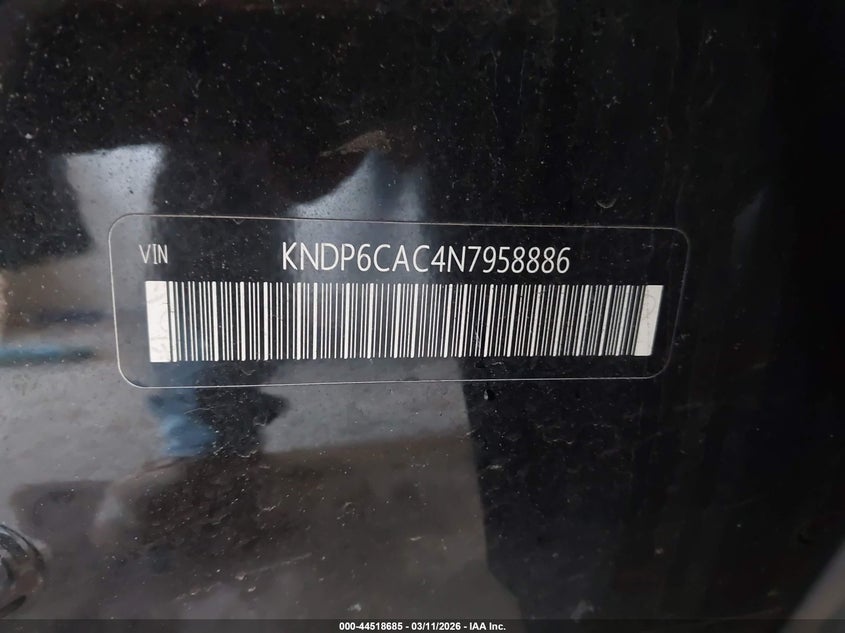 VIN KNDP6CAC4N7958886
000-44518685 - 03/11/2026 - IAA Inc.